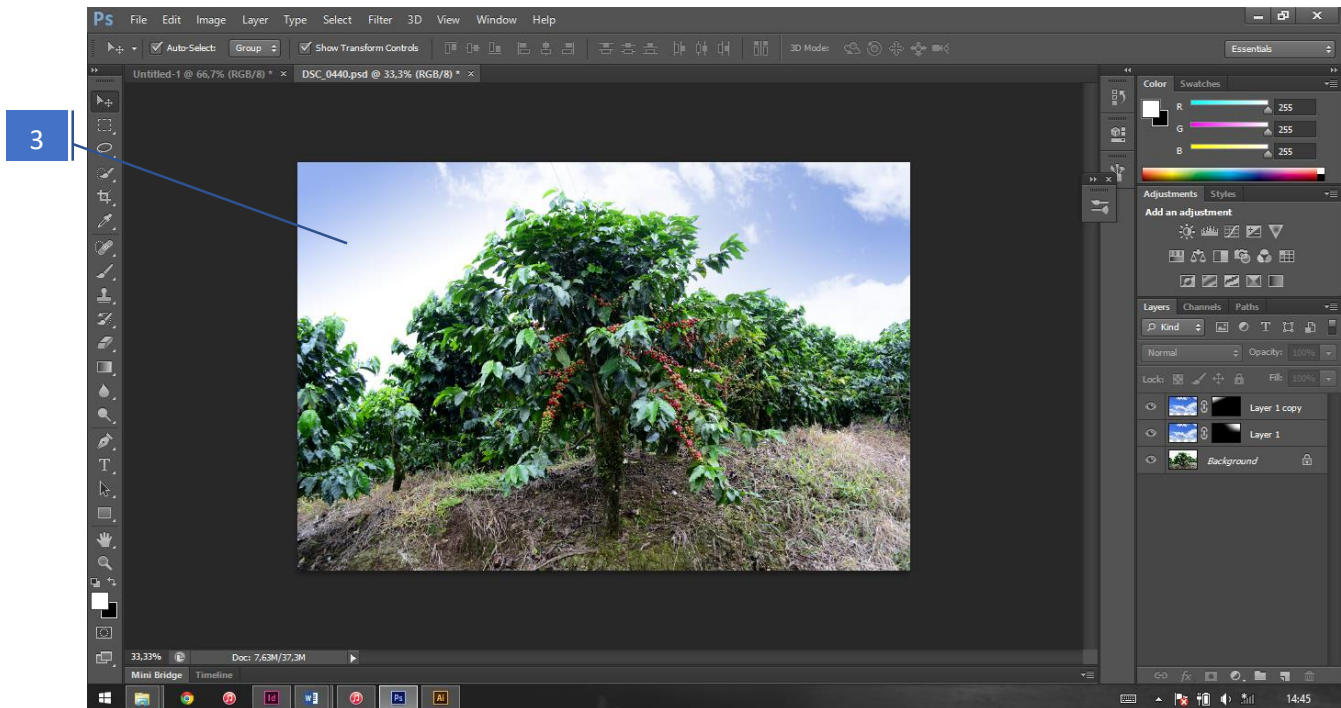 Ps File Edit Image Layer Type Select Filter 3D View Window Help
Auto-Select: Group Show Transform Controls 3D Mode: Essentials
Untitled-1 @ 66,7% (RGB/8) * × DSC_0440.psd @ 33,3% (RGB/8) * ×
3
Color Swatches
R 255
G 255
B 255
Adjustments Styles
Add an adjustment
Layers Channels Paths
Kind
Normal Opacity: 100%
Lock: Fill: 100%
Layer 1 copy
Layer 1
Background
33,33% Doc: 7,63M/37,3M
Mini Bridge Timeline
Id W Ps Ai 14:45